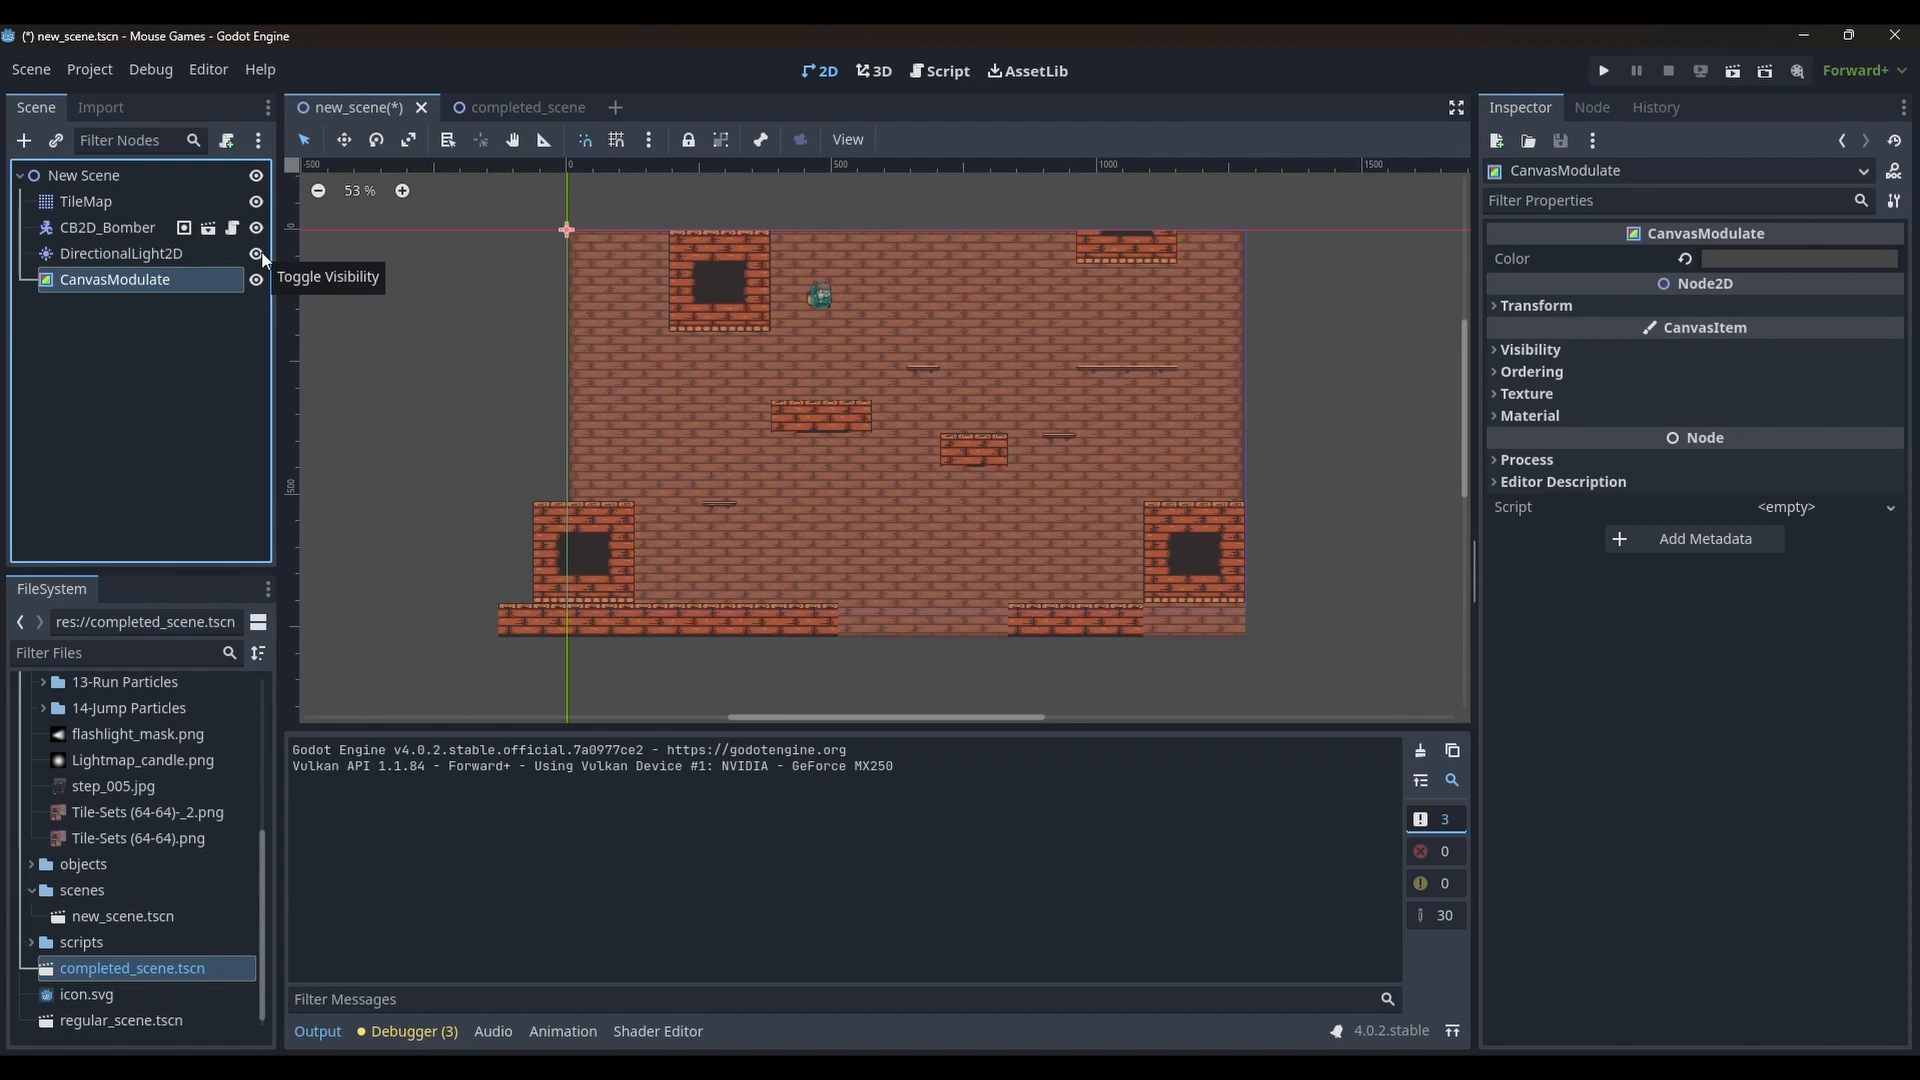 (*) new_scene.tscn - Mouse Games - Godot Engine
Scene Project Debug Editor Help
2D 3D Script AssetLib
Forward+
Scene Import
new_scene(*) completed_scene
Inspector Node History
Filter Nodes
View
CanvasModulate
Filter Properties
New Scene
TileMap
CB2D_Bomber
DirectionalLight2D
CanvasModulate
Toggle Visibility
-500 0 500 1000 1500
53 %
0
500
CanvasModulate
Color
Node2D
Transform
CanvasItem
Visibility
Ordering
Texture
Material
Node
Process
Editor Description
Script <empty>
Add Metadata
FileSystem
res://completed_scene.tscn
Filter Files
13-Run Particles
14-Jump Particles
flashlight_mask.png
Lightmap_candle.png
step_005.jpg
Tile-Sets (64-64)-_2.png
Tile-Sets (64-64).png
objects
scenes
new_scene.tscn
scripts
completed_scene.tscn
icon.svg
regular_scene.tscn
Godot Engine v4.0.2.stable.official.7a0977ce2 - https://godotengine.org
Vulkan API 1.1.84 - Forward+ - Using Vulkan Device #1: NVIDIA - GeForce MX250
3
0
0
30
Filter Messages
Output Debugger (3) Audio Animation Shader Editor
4.0.2.stable